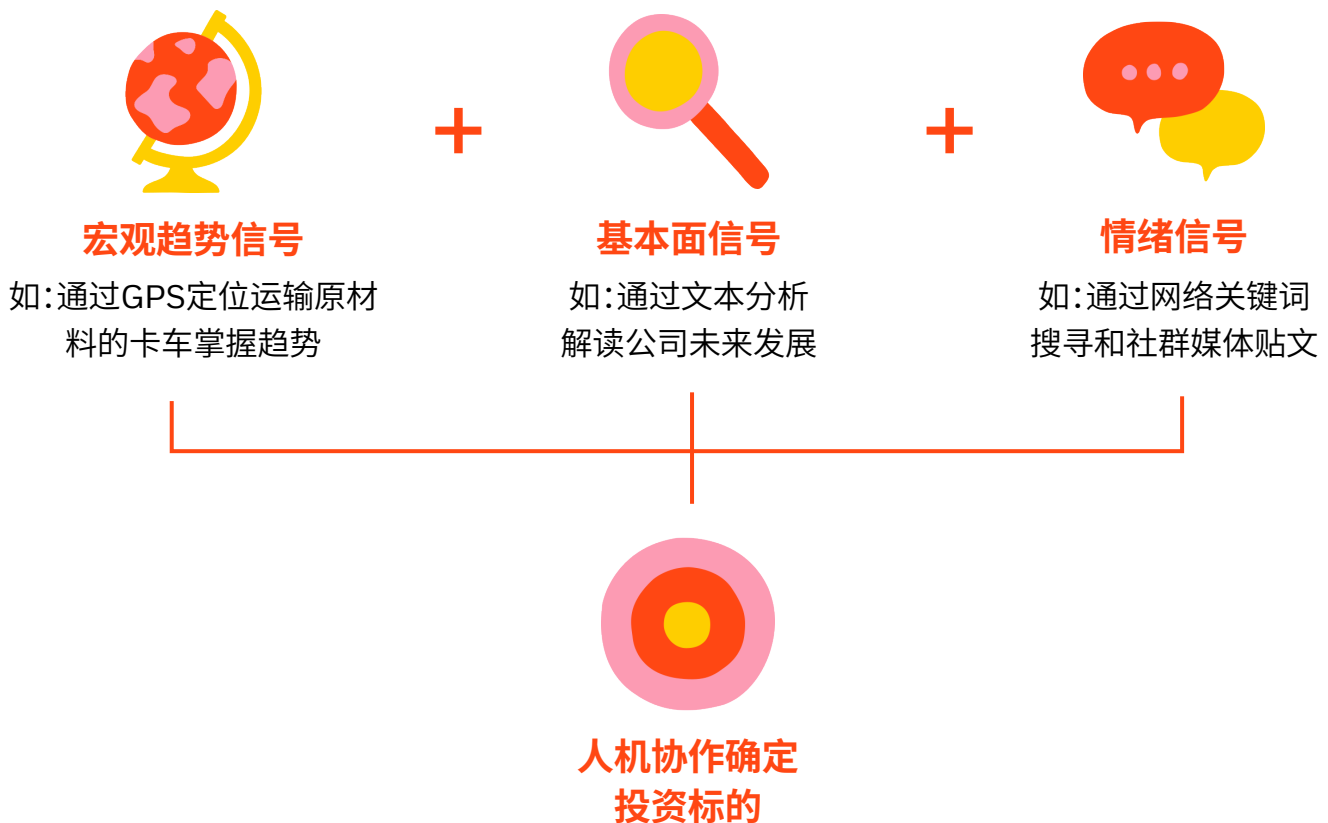 宏观趋势信号
如：通过GPS定位运输原材
料的卡车掌握趋势
基本面信号
如：通过文本分析
解读公司未来发展
情绪信号
如：通过网络关键词
搜寻和社群媒体贴文
人机协作确定
投资标的